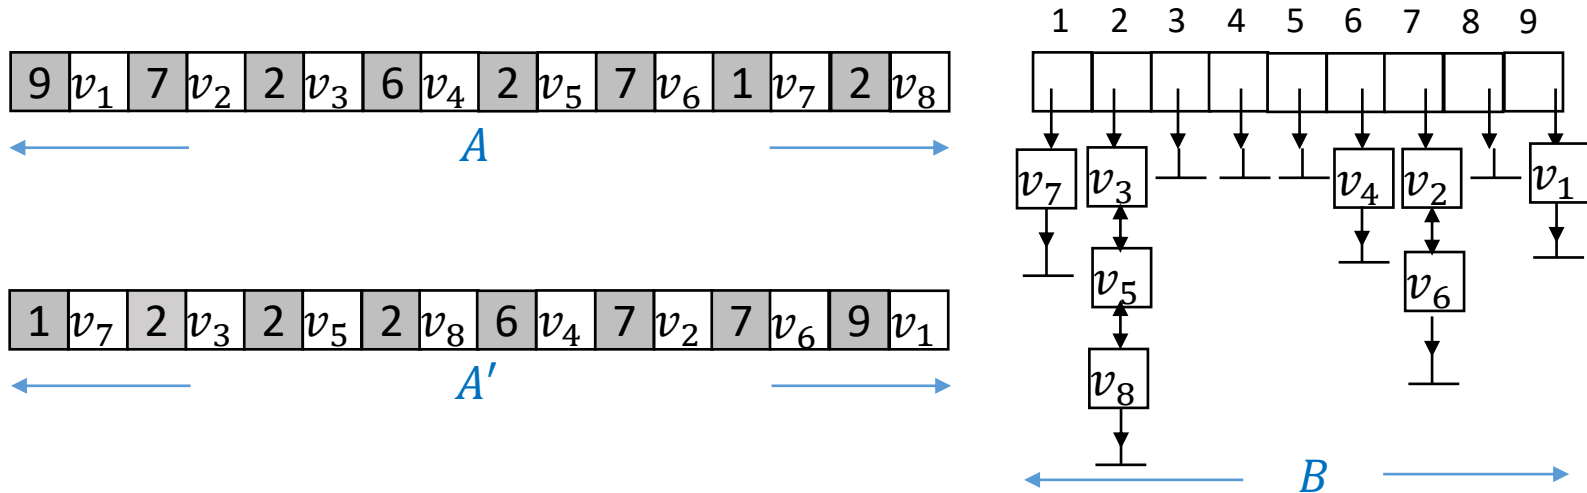 1 2 3 4 5 6 7 8 9
9 v₁ 7 v₂ 2 v₃ 6 v₄ 2 v₅ 7 v₆ 1 v₇ 2 v₈
A
v₇ v₃ v₄ v₂ v₁
v₅ v₆
1 v₇ 2 v₃ 2 v₅ 2 v₈ 6 v₄ 7 v₂ 7 v₆ 9 v₁
A′
v₈
B